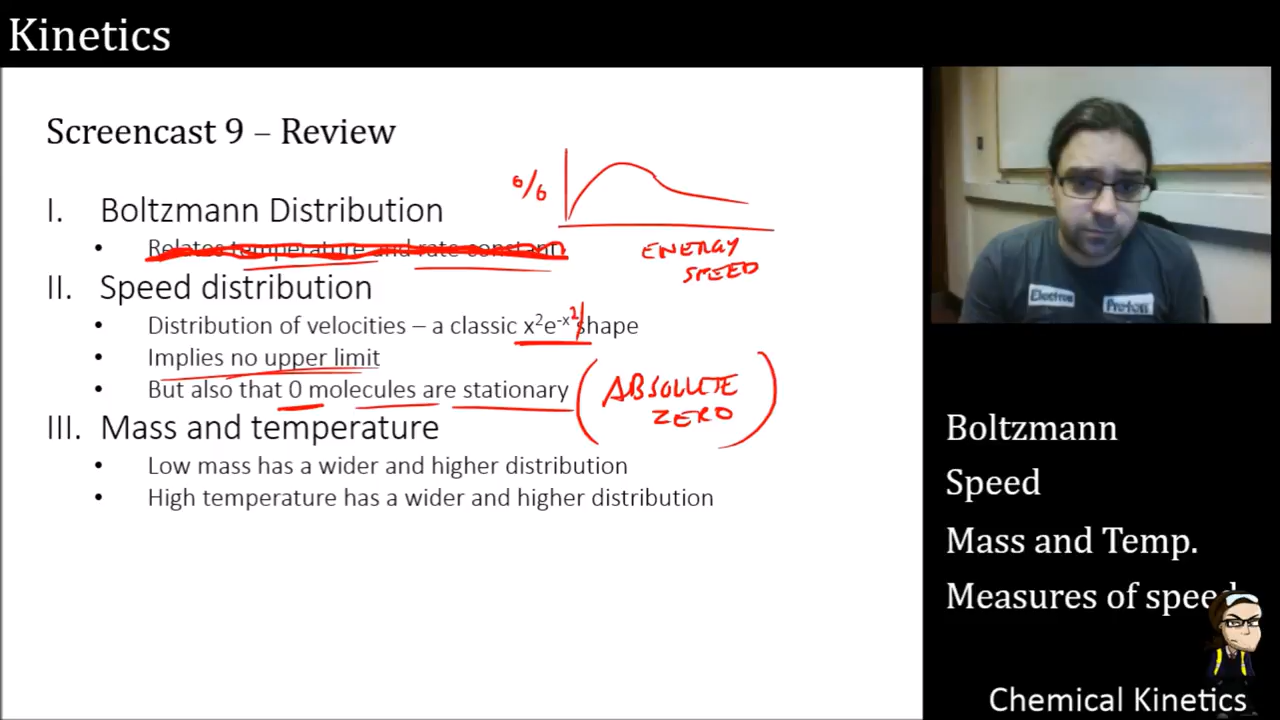 Kinetics
Screencast 9 – Review
I. Boltzmann Distribution
• Relates temperature and rate constant
%
ENERGY
SPEED
II. Speed distribution
• Distribution of velocities – a classic x²e^-x² shape
• Implies no upper limit
• But also that 0 molecules are stationary
(ABSOLUTE
ZERO)
III. Mass and temperature
• Low mass has a wider and higher distribution
• High temperature has a wider and higher distribution
Electron
Proton
Boltzmann
Speed
Mass and Temp.
Measures of speed
Chemical Kinetics